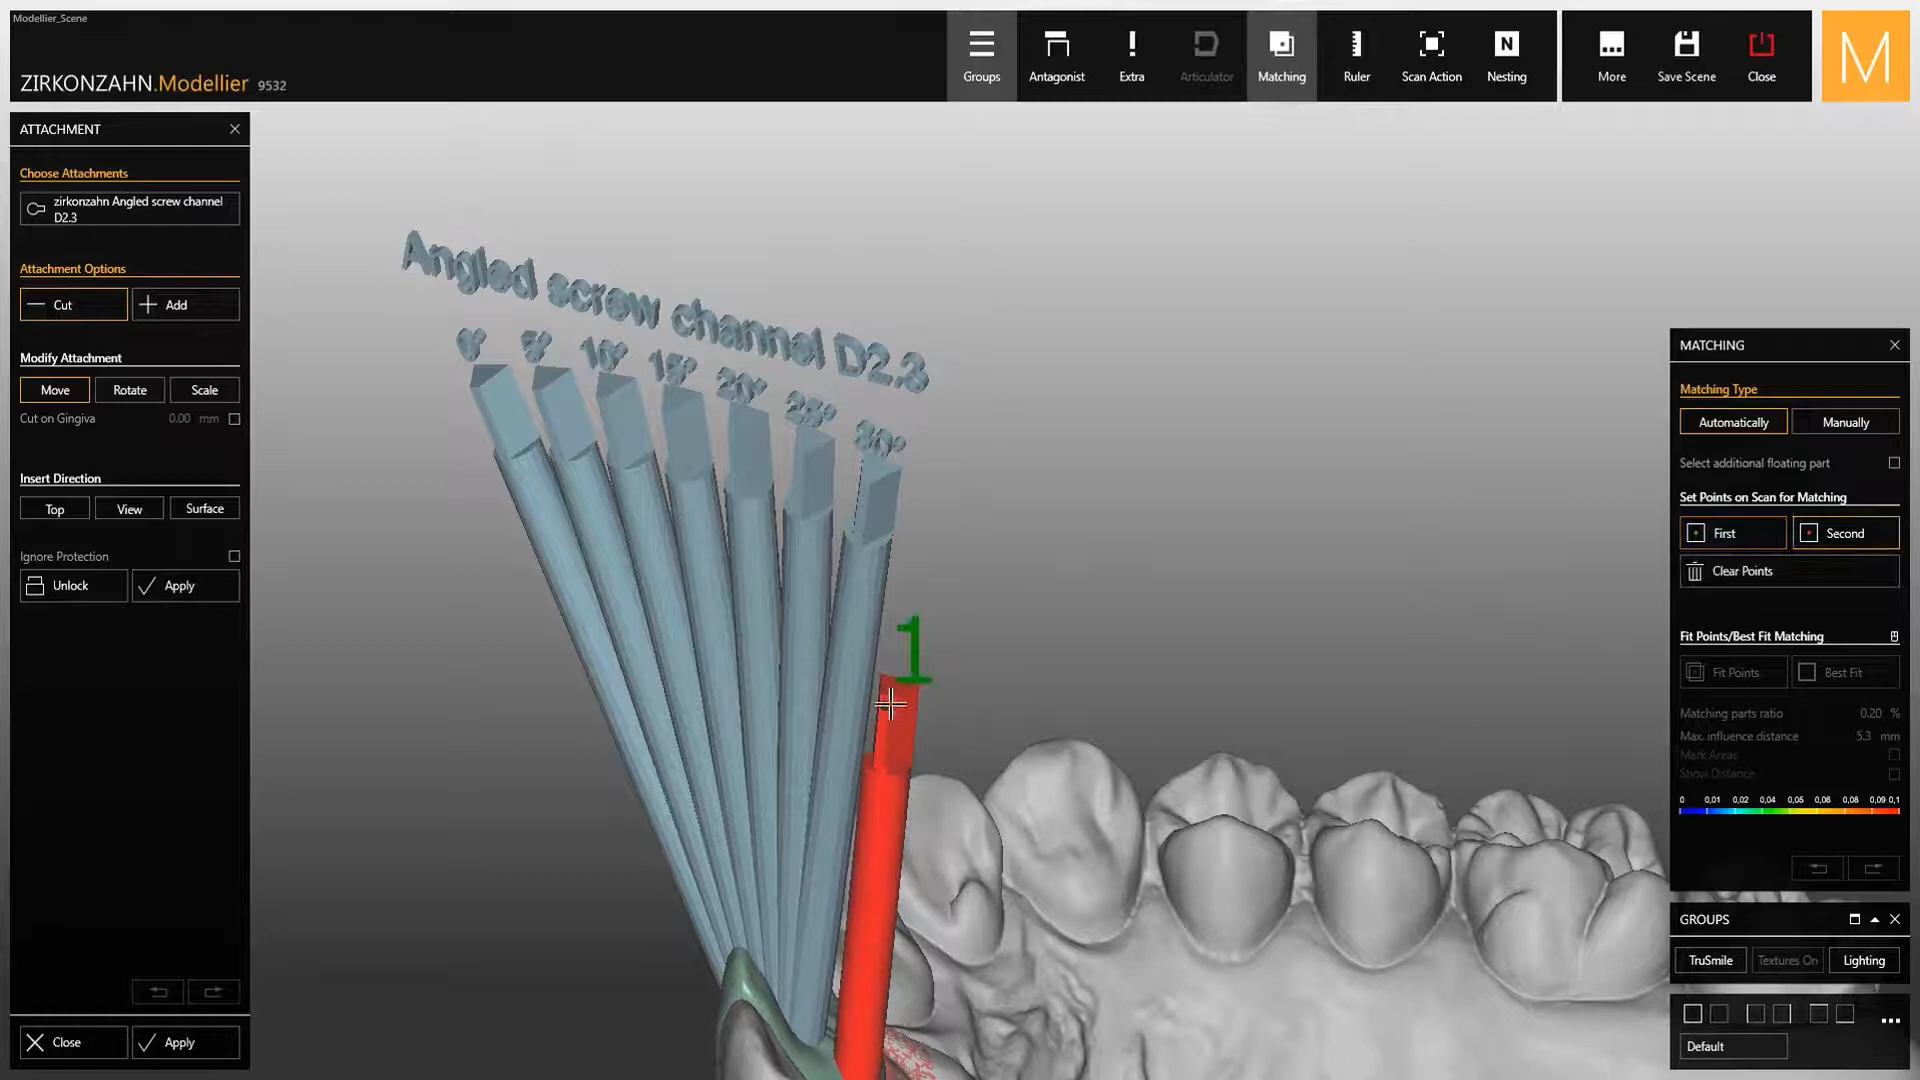 Modellier_Scene
ZIRKONZAHN.Modellier 9532
Groups
Antagonist
Extra
Articulator
Matching
Ruler
Scan Action
Nesting
More
Save Scene
Close
M
ATTACHMENT
Choose Attachments
zirkonzahn Angled screw channel
D2.3
Attachment Options
Cut
Add
Modify Attachment
Move
Rotate
Scale
Cut on Gingiva 0.00 mm
Insert Direction
Top
View
Surface
Ignore Protection
Unlock
Apply
Close
Apply
Angled screw channel D2.3
0° 5° 10° 15° 20° 25° 30°
1
MATCHING
Matching Type
Automatically
Manually
Select additional floating part
Set Points on Scan for Matching
First
Second
Clear Points
Fit Points/Best Fit Matching
Fit Points
Best Fit
Matching parts ratio 0.20 %
Max. influence distance 5.3 mm
Mark Areas
Show Distance
0 0,01 0,02 0,04 0,05 0,06 0,08 0,09 0,1
GROUPS
TruSmile
Textures On
Lighting
Default